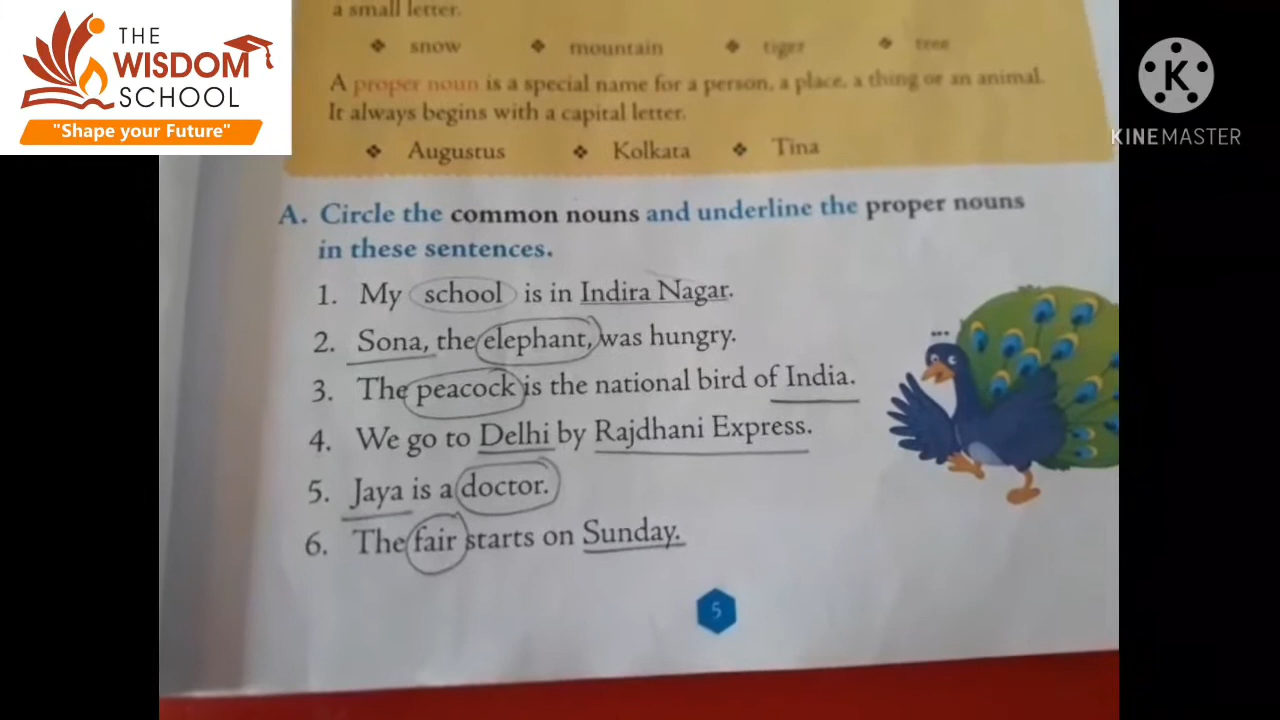 THE
WISDOM
SCHOOL
"Shape your Future"
K
KINEMASTER
a small letter.
❖ snow ❖ mountain ❖ tiger ❖ tree
A proper noun is a special name for a person, a place, a thing or an animal.
It always begins with a capital letter.
❖ Augustus ❖ Kolkata ❖ Tina
A. Circle the common nouns and underline the proper nouns
in these sentences.
1. My school is in Indira Nagar.
2. Sona, the elephant, was hungry.
3. The peacock is the national bird of India.
4. We go to Delhi by Rajdhani Express.
5. Jaya is a doctor.
6. The fair starts on Sunday.
5